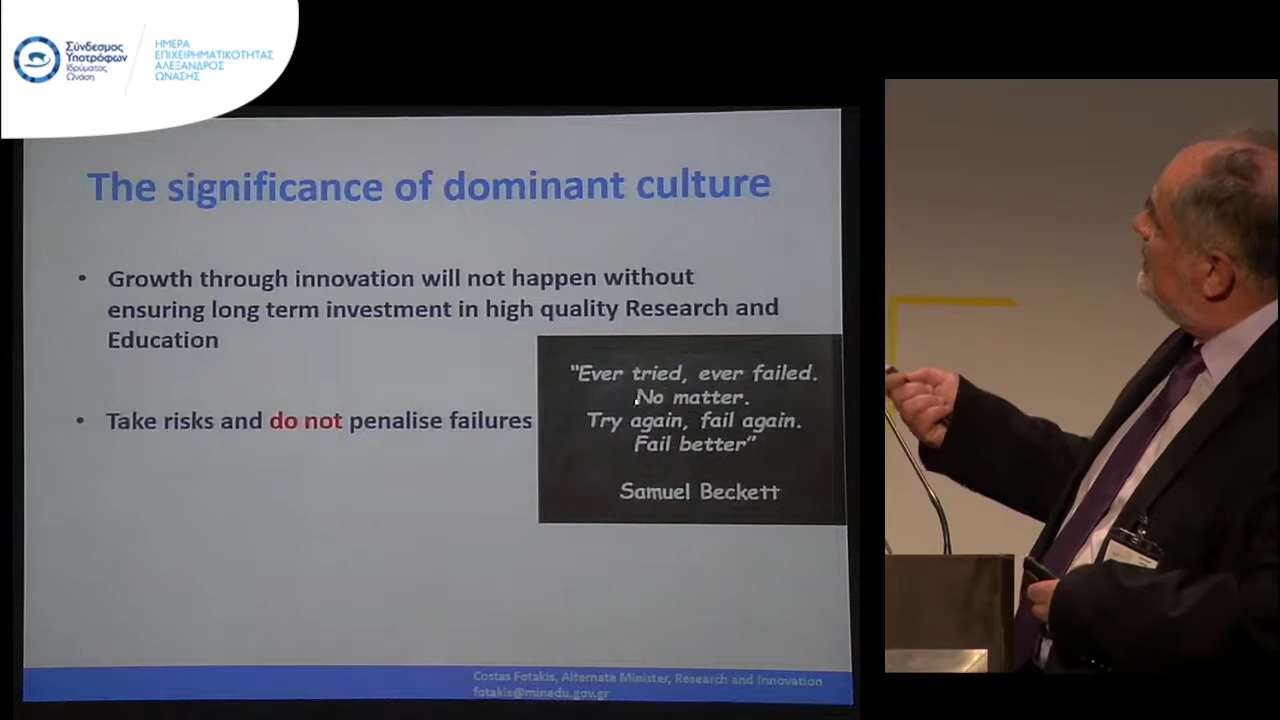 Σύνδεσμος
Υποτρόφων
Ιδρύματος
Ωνάση
ΗΜΕΡΑ
ΕΠΙΧΕΙΡΗΜΑΤΙΚΟΤΗΤΑΣ
ΑΛΕΞΑΝΔΡΟΣ
ΩΝΑΣΗΣ
The significance of dominant culture
• Growth through innovation will not happen without
ensuring long term investment in high quality Research and
Education
• Take risks and do not penalise failures
“Ever tried, ever failed.
No matter.
Try again, fail again.
Fail better”
Samuel Beckett
Costas Fotakis, Alternate Minister, Research and Innovation
fotakis@minedu.gov.gr